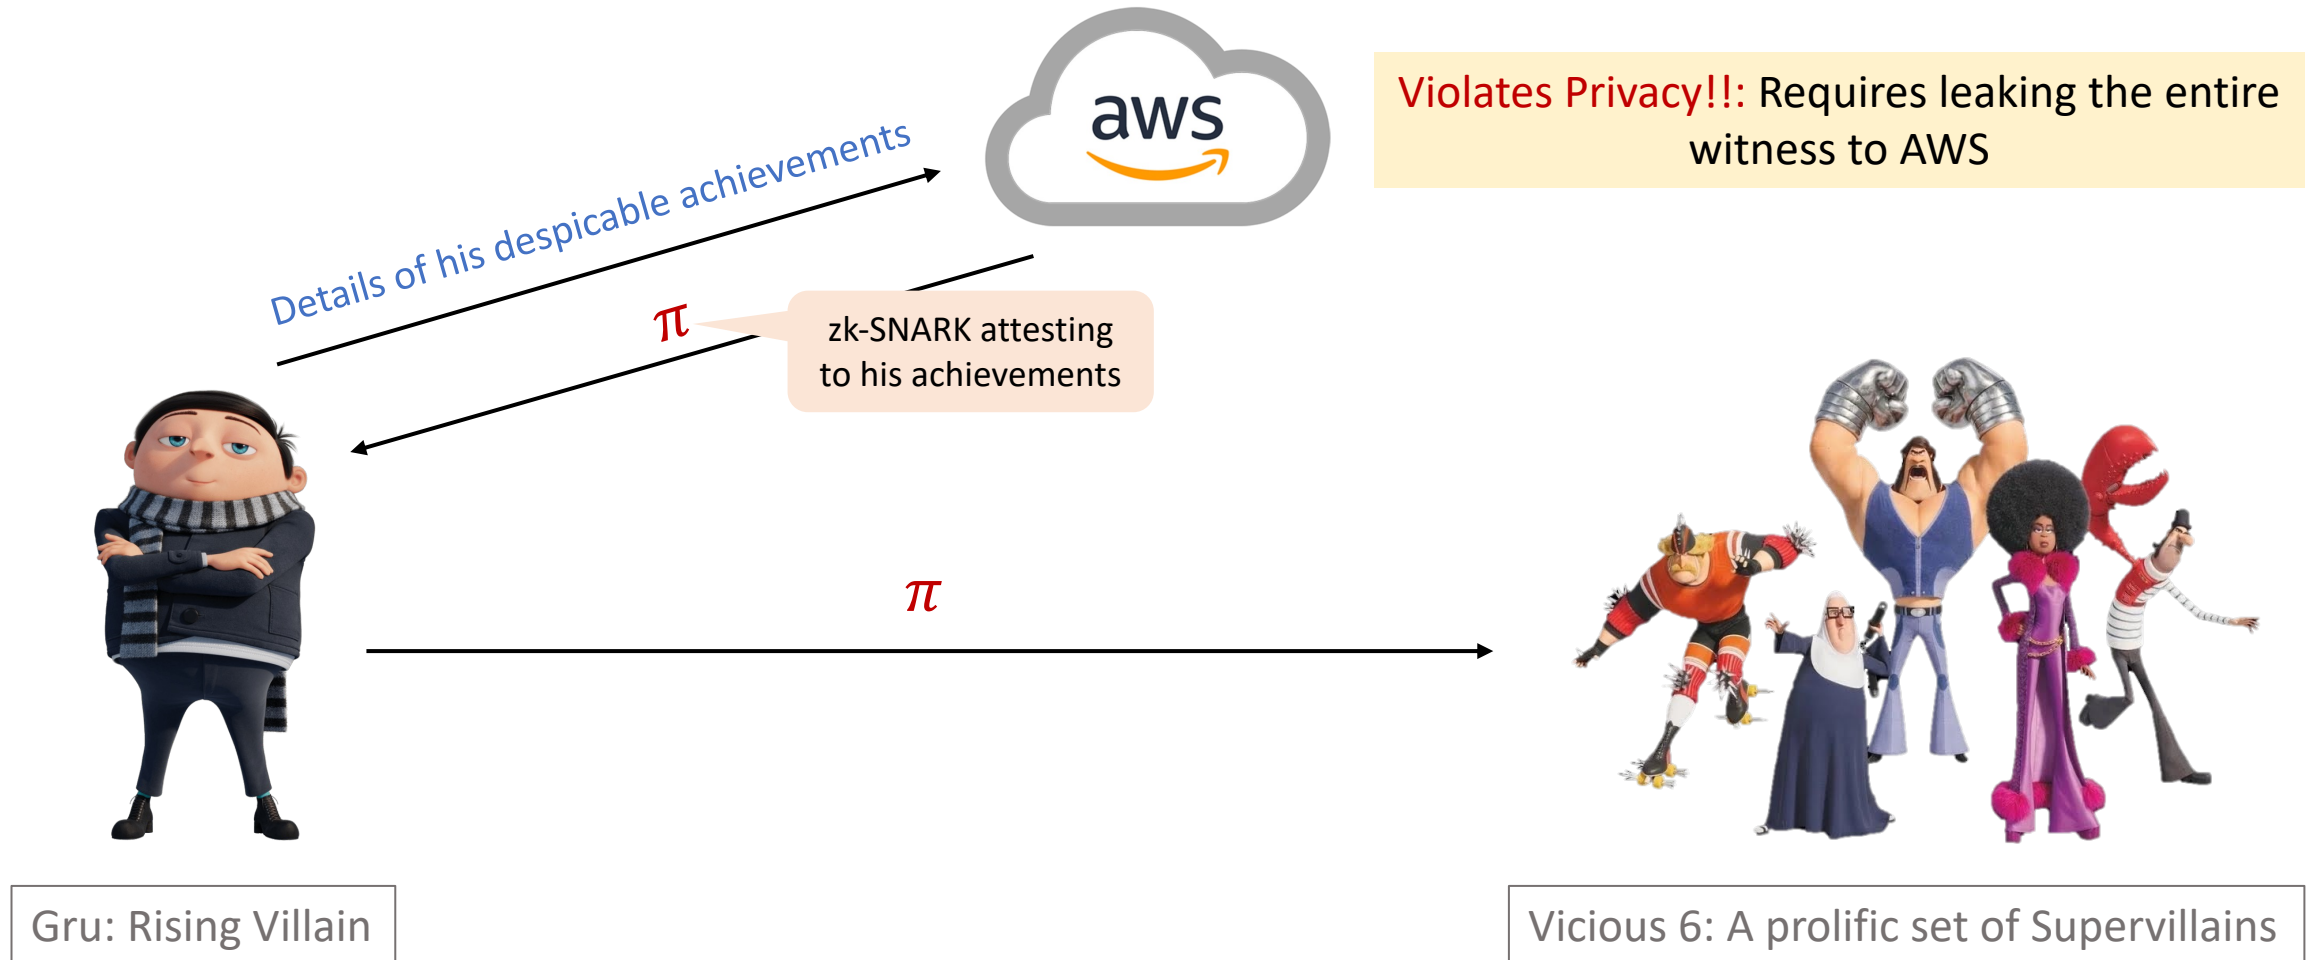 aws
Violates Privacy!!: Requires leaking the entire
witness to AWS
Details of his despicable achievements
π
zk-SNARK attesting
to his achievements
π
Gru: Rising Villain
Vicious 6: A prolific set of Supervillains